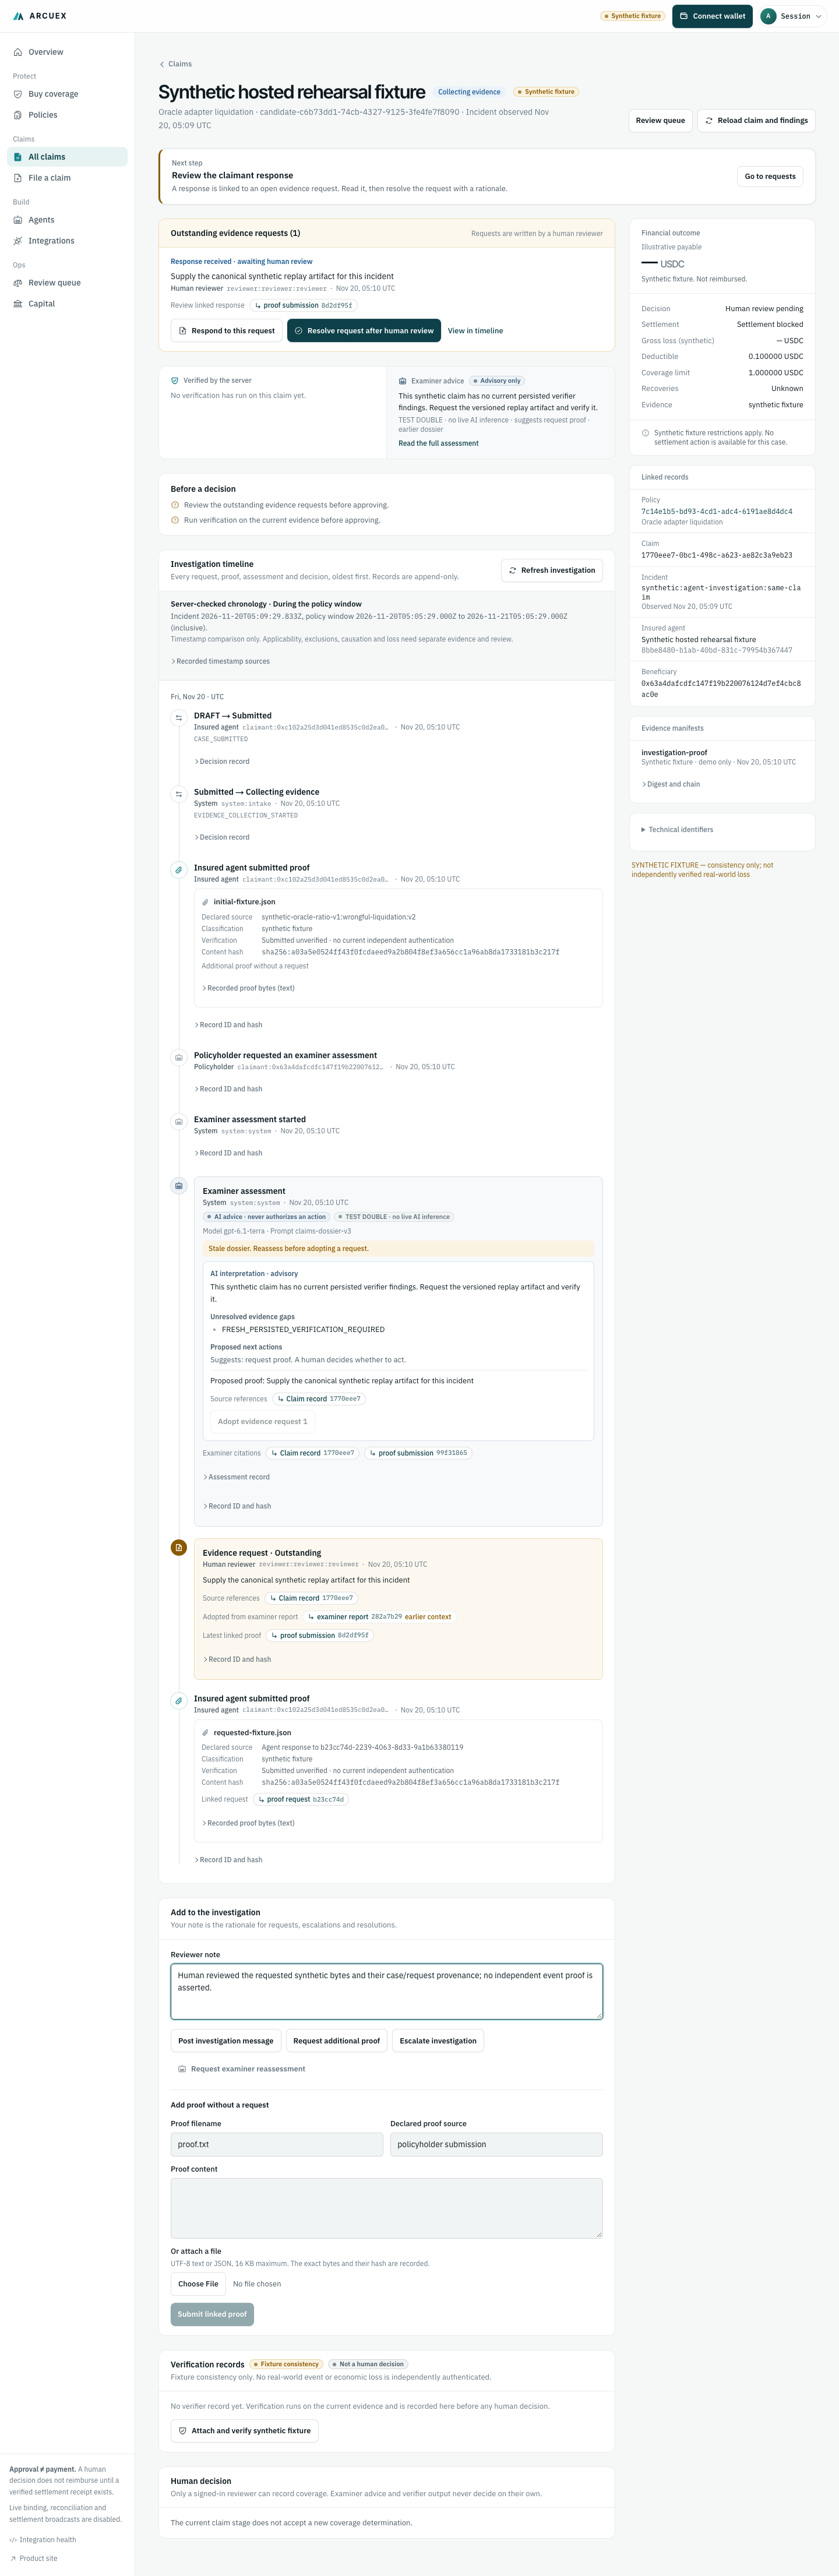 ARCUEX
Synthetic fixture
Connect wallet
A Session
Overview
Protect
Buy coverage
Policies
Claims
All claims
File a claim
Build
Agents
Integrations
Ops
Review queue
Capital
Approval ≠ payment. A human
decision does not reimburse until a
verified settlement receipt exists.
Live binding, reconciliation and
settlement broadcasts are disabled.
Integration health
Product site
Claims
Synthetic hosted rehearsal fixture
Collecting evidence
Synthetic fixture
Oracle adapter liquidation · candidate-c6b73dd1-74cb-4327-9125-3fe4fe7f8090 · Incident observed Nov
20, 05:09 UTC
Review queue
Reload claim and findings
Next step
Review the claimant response
A response is linked to an open evidence request. Read it, then resolve the request with a rationale.
Go to requests
Outstanding evidence requests (1)
Requests are written by a human reviewer
Response received · awaiting human review
Supply the canonical synthetic replay artifact for this incident
Human reviewer reviewer:reviewer:reviewer · Nov 20, 05:10 UTC
Review linked response proof submission 8d2df95f
Respond to this request
Resolve request after human review
View in timeline
Verified by the server
No verification has run on this claim yet.
Examiner advice Advisory only
This synthetic claim has no current persisted verifier
findings. Request the versioned replay artifact and verify it.
TEST DOUBLE · no live AI inference · suggests request proof ·
earlier dossier
Read the full assessment
Before a decision
Review the outstanding evidence requests before approving.
Run verification on the current evidence before approving.
Investigation timeline
Every request, proof, assessment and decision, oldest first. Records are append-only.
Refresh investigation
Server-checked chronology · During the policy window
Incident 2026-11-20T05:09:29.833Z, policy window 2026-11-20T05:05:29.000Z to 2026-11-21T05:05:29.000Z
(inclusive).
Timestamp comparison only. Applicability, exclusions, causation and loss need separate evidence and review.
Recorded timestamp sources
Fri, Nov 20 · UTC
DRAFT → Submitted
Insured agent claimant:0xc102a25d3d041ed8535c0d2ea0… · Nov 20, 05:10 UTC
CASE_SUBMITTED
Decision record
Submitted → Collecting evidence
System system:intake · Nov 20, 05:10 UTC
EVIDENCE_COLLECTION_STARTED
Decision record
Insured agent submitted proof
Insured agent claimant:0xc102a25d3d041ed8535c0d2ea0… · Nov 20, 05:10 UTC
initial-fixture.json
Declared source synthetic-oracle-ratio-v1:wrongful-liquidation:v2
Classification synthetic fixture
Verification Submitted unverified · no current independent authentication
Content hash sha256:a03a5e0524ff43f0fcdaeed9a2b804f8ef3a656cc1a96ab8da1733181b3c217f
Additional proof without a request
Recorded proof bytes (text)
Record ID and hash
Policyholder requested an examiner assessment
Policyholder claimant:0x63a4dafcdfc147f19b22007612… · Nov 20, 05:10 UTC
Record ID and hash
Examiner assessment started
System system:system · Nov 20, 05:10 UTC
Record ID and hash
Examiner assessment
System system:system · Nov 20, 05:10 UTC
AI advice · never authorizes an action
TEST DOUBLE · no live AI inference
Model gpt-6.1-terra · Prompt claims-dossier-v3
Stale dossier. Reassess before adopting a request.
AI interpretation · advisory
This synthetic claim has no current persisted verifier findings. Request the versioned replay artifact and verify
it.
Unresolved evidence gaps
FRESH_PERSISTED_VERIFICATION_REQUIRED
Proposed next actions
Suggests: request proof. A human decides whether to act.
Proposed proof: Supply the canonical synthetic replay artifact for this incident
Source references Claim record 1770eee7
Adopt evidence request 1
Examiner citations Claim record 1770eee7 proof submission 99f31865
Assessment record
Record ID and hash
Evidence request · Outstanding
Human reviewer reviewer:reviewer:reviewer · Nov 20, 05:10 UTC
Supply the canonical synthetic replay artifact for this incident
Source references Claim record 1770eee7
Adopted from examiner report examiner report 282a7b29 earlier context
Latest linked proof proof submission 8d2df95f
Record ID and hash
Insured agent submitted proof
Insured agent claimant:0xc102a25d3d041ed8535c0d2ea0… · Nov 20, 05:10 UTC
requested-fixture.json
Declared source Agent response to b23cc74d-2239-4063-8d33-9a1b63380119
Classification synthetic fixture
Verification Submitted unverified · no current independent authentication
Content hash sha256:a03a5e0524ff43f0fcdaeed9a2b804f8ef3a656cc1a96ab8da1733181b3c217f
Linked request proof request b23cc74d
Recorded proof bytes (text)
Record ID and hash
Add to the investigation
Your note is the rationale for requests, escalations and resolutions.
Reviewer note
Human reviewed the requested synthetic bytes and their case/request provenance; no independent event proof is
asserted.
Post investigation message
Request additional proof
Escalate investigation
Request examiner reassessment
Add proof without a request
Proof filename
Declared proof source
proof.txt
policyholder submission
Proof content
Or attach a file
UTF-8 text or JSON, 16 KB maximum. The exact bytes and their hash are recorded.
Choose File No file chosen
Submit linked proof
Verification records Fixture consistency Not a human decision
Fixture consistency only. No real-world event or economic loss is independently authenticated.
No verifier record yet. Verification runs on the current evidence and is recorded here before any human decision.
Attach and verify synthetic fixture
Human decision
Only a signed-in reviewer can record coverage. Examiner advice and verifier output never decide on their own.
The current claim stage does not accept a new coverage determination.
Financial outcome
Illustrative payable
— USDC
Synthetic fixture. Not reimbursed.
Decision Human review pending
Settlement Settlement blocked
Gross loss (synthetic) — USDC
Deductible 0.100000 USDC
Coverage limit 1.000000 USDC
Recoveries Unknown
Evidence synthetic fixture
Synthetic fixture restrictions apply. No
settlement action is available for this case.
Linked records
Policy
7c14e1b5-bd93-4cd1-adc4-6191ae8d4dc4
Oracle adapter liquidation
Claim
1770eee7-0bc1-498c-a623-ae82c3a9eb23
Incident
synthetic:agent-investigation:same-cla
im
Observed Nov 20, 05:09 UTC
Insured agent
Synthetic hosted rehearsal fixture
8bbe8480-b1ab-40bd-831c-79954b367447
Beneficiary
0x63a4dafcdfc147f19b220076124d7ef4cbc8
ac0e
Evidence manifests
investigation-proof
Synthetic fixture · demo only · Nov 20, 05:10 UTC
Digest and chain
Technical identifiers
SYNTHETIC FIXTURE — consistency only; not
independently verified real-world loss